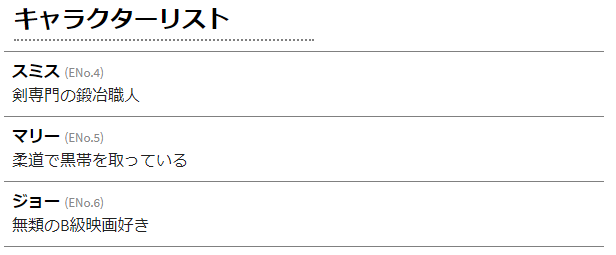 キャラクターリスト
スミス (ENo.4)
剣専門の鍛冶職人
マリー (ENo.5)
柔道で黒帯を取っている
ジョー (ENo.6)
無類のB級映画好き